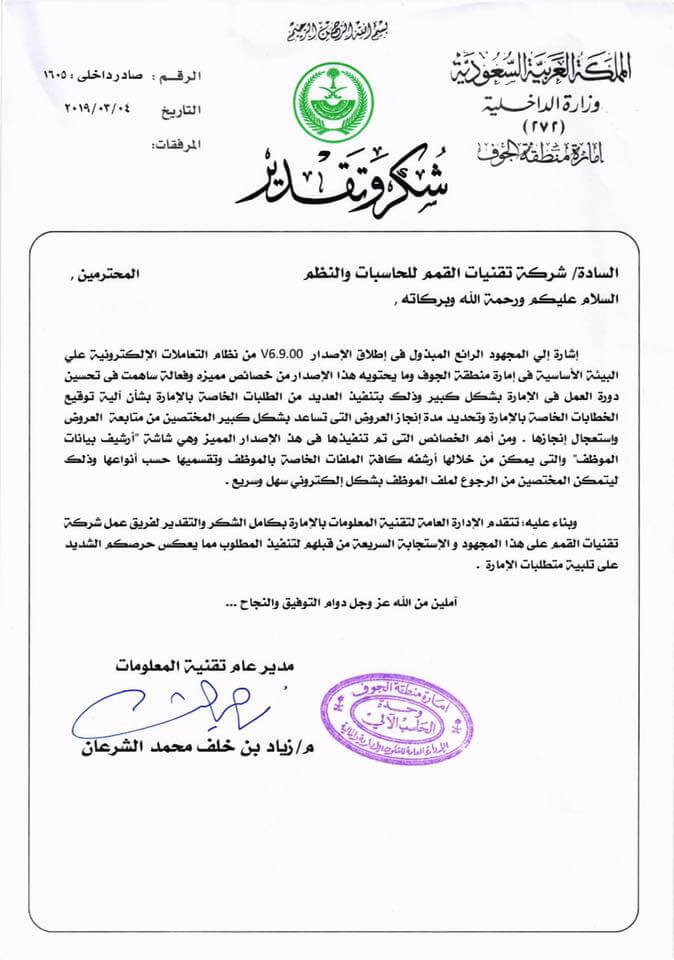 بسم الله الرحمن الرحيم
المملكة العربية السعودية
وزارة الداخلية
(٢٧٢)
إمارة منطقة الجوف
الرقـم : صادر داخلى : ١٦٠٥
التاريخ ٢٠١٩/٠٣/٠٤
المرفقات:
شكر وتقدير
السادة/ شركة تقنيات القمم للحاسبات والنظم المحترمين ,
السلام عليكم ورحمة الله وبركاته ,
إشارة إلي المجهود الرائع المبذول فى إطلاق الإصدار V6.9.00 من نظام التعاملات الإلكترونية علي
البيئة الأساسية فى إمارة منطقة الجوف وما يحتويه هذا الإصدار من خصائص مميزه وفعالة ساهمت فى تحسين
دورة العمل فى الإمارة بشكل كبير وذلك بتنفيذ العديد من الطلبات الخاصة بالإمارة بشأن آلية توقيع
الخطابات الخاصة بالإمارة وتحديد مدة إنجاز العروض التى تساعد بشكل كبير المختصين من متابعة العروض
واستعجال إنجازها . ومن أهم الخصائص التى تم تنفيذها فى هذ الإصدار المميز وهي شاشة "أرشيف بيانات
الموظف" والتى يمكن من خلالها أرشفه كافة الملفات الخاصة بالموظف وتقسميها حسب أنواعها وذلك
ليتمكن المختصين من الرجوع لملف الموظف بشكل إلكتروني سهل وسريع .
وبناء عليه: تتقدم الإدارة العامة لتقنية المعلومات بالإمارة بكامل الشكر والتقدير لفريق عمل شركة
تقنيات القمم على هذا المجهود و الإستجابة السريعة من قبلهم لتنفيذ المطلوب مما يعكس حرصكم الشديد
على تلبية متطلبات الإمارة .
آملين من الله عز وجل دوام التوفيق والنجاح ...
مدير عام تقنية المعلومات
م/ زياد بن خلف محمد الشرعان
إمارة منطقة الجوف
وحدة
الحاسب الآلي